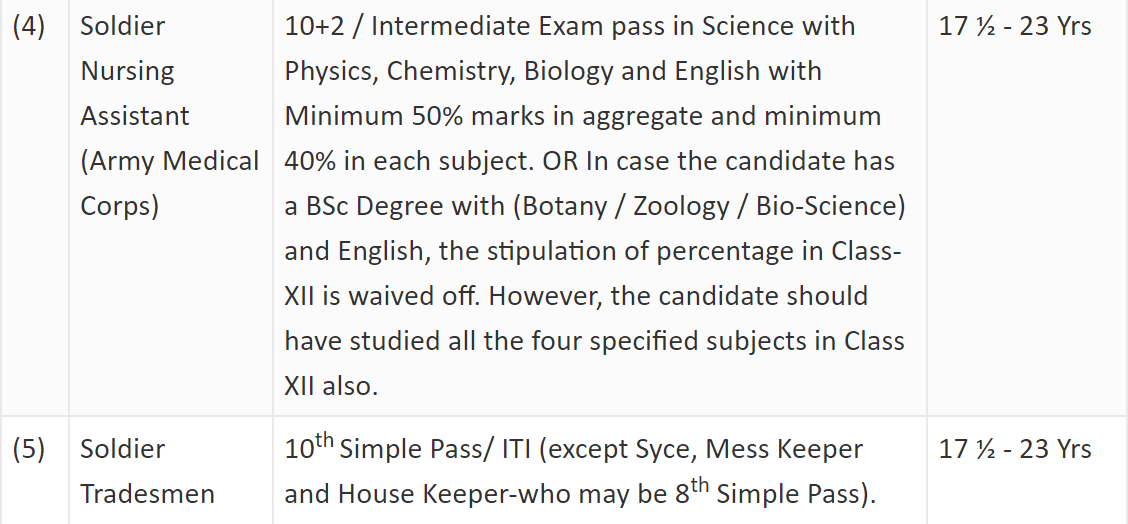 (4) Soldier 10+2 / Intermediate Exam pass in Science with 17 ½ - 23 Yrs
Nursing Physics, Chemistry, Biology and English with
Assistant Minimum 50% marks in aggregate and minimum
(Army Medical 40% in each subject. OR In case the candidate has
Corps) a BSc Degree with (Botany / Zoology / Bio-Science)
and English, the stipulation of percentage in Class-
XII is waived off. However, the candidate should
have studied all the four specified subjects in Class
XII also.
(5) Soldier 10th Simple Pass/ ITI (except Syce, Mess Keeper 17 ½ - 23 Yrs
Tradesmen and House Keeper-who may be 8th Simple Pass).